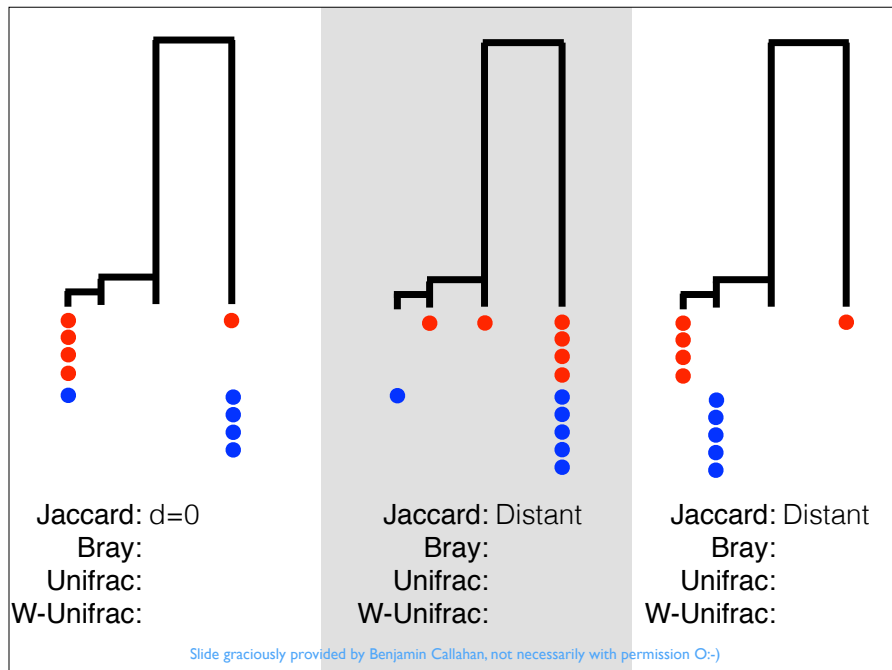 Jaccard: d=0
Bray:
Unifrac:
W-Unifrac:
Jaccard: Distant
Bray:
Unifrac:
W-Unifrac:
Jaccard: Distant
Bray:
Unifrac:
W-Unifrac:
Slide graciously provided by Benjamin Callahan, not necessarily with permission O:-)